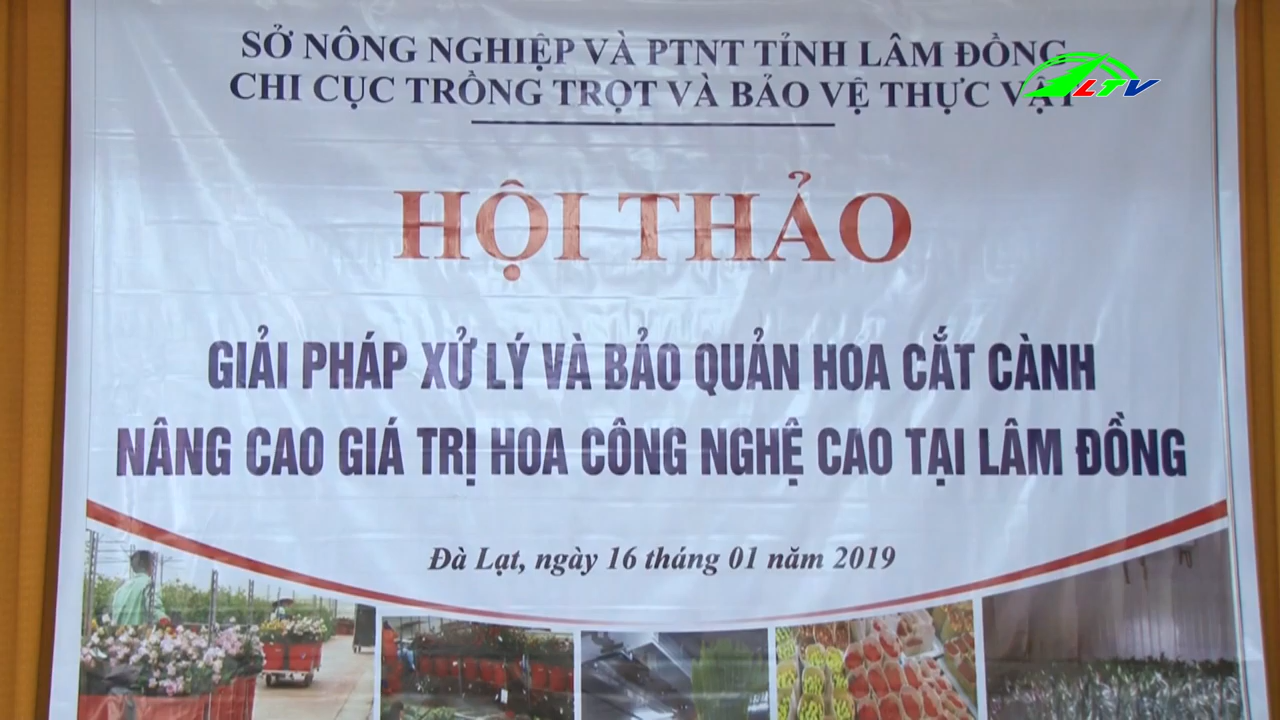 SỞ NÔNG NGHIỆP VÀ PTNT TỈNH LÂM ĐỒNG
CHI CỤC TRỒNG TRỌT VÀ BẢO VỆ THỰC VẬT
LTV
HỘI THẢO
GIẢI PHÁP XỬ LÝ VÀ BẢO QUẢN HOA CẮT CÀNH
NÂNG CAO GIÁ TRỊ HOA CÔNG NGHỆ CAO TẠI LÂM ĐỒNG
Đà Lạt, ngày 16 tháng 01 năm 2019